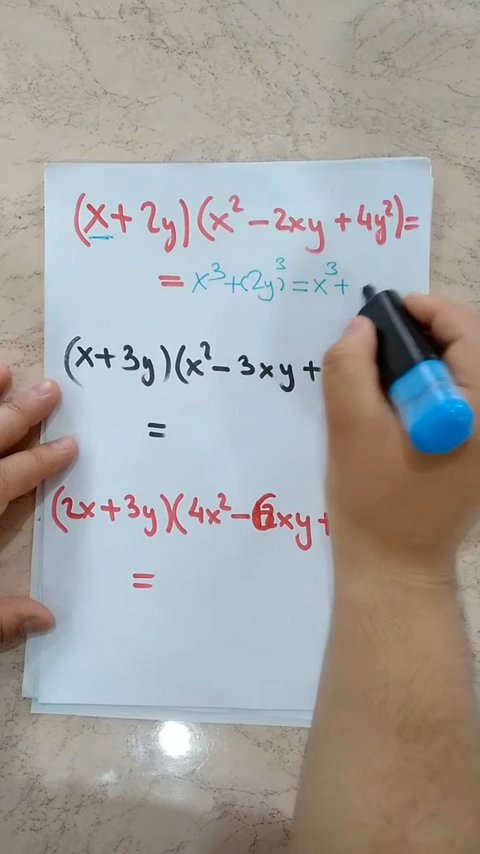 (x + 2y)(x² - 2xy + 4y²) =
= x³ + (2y)³ = x³ +
(x + 3y)(x² - 3xy +
=
(2x + 3y)(4x² - 6xy +
=